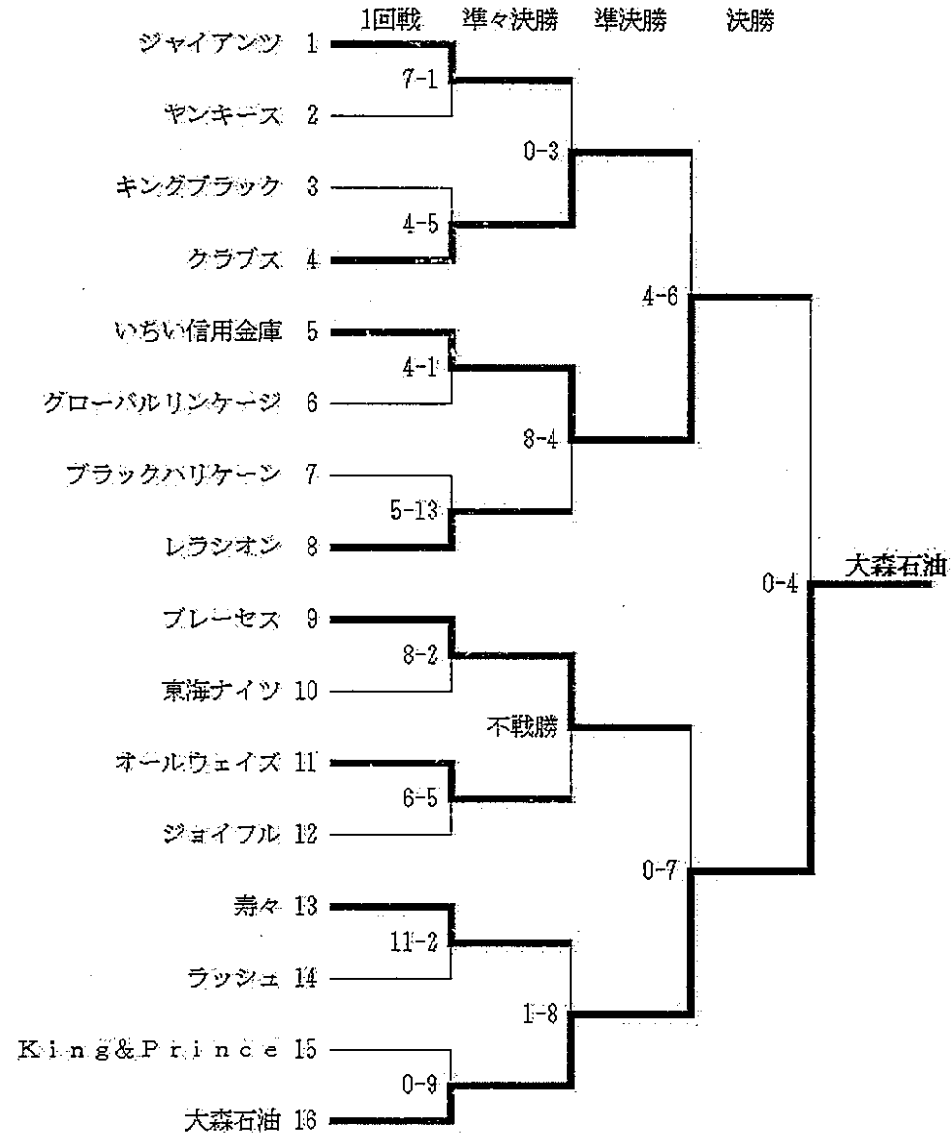 1回戦 準々決勝 準決勝 決勝
ジャイアンツ 1
7-1
ヤンキース 2
0-3
キングブラック 3
4-5
クラブス 4
4-6
いちい信用金庫 5
4-1
グローバルリンケージ 6
8-4
ブラックハリケーン 7
5-13
レラシオン 8
大森石油
0-4
ブレーセス 9
8-2
東海ナイツ 10
不戦勝
オールウェイズ 11
6-5
ジョイフル 12
0-7
寿々 13
11-2
ラッシュ 14
1-8
King&Prince 15
0-9
大森石油 16